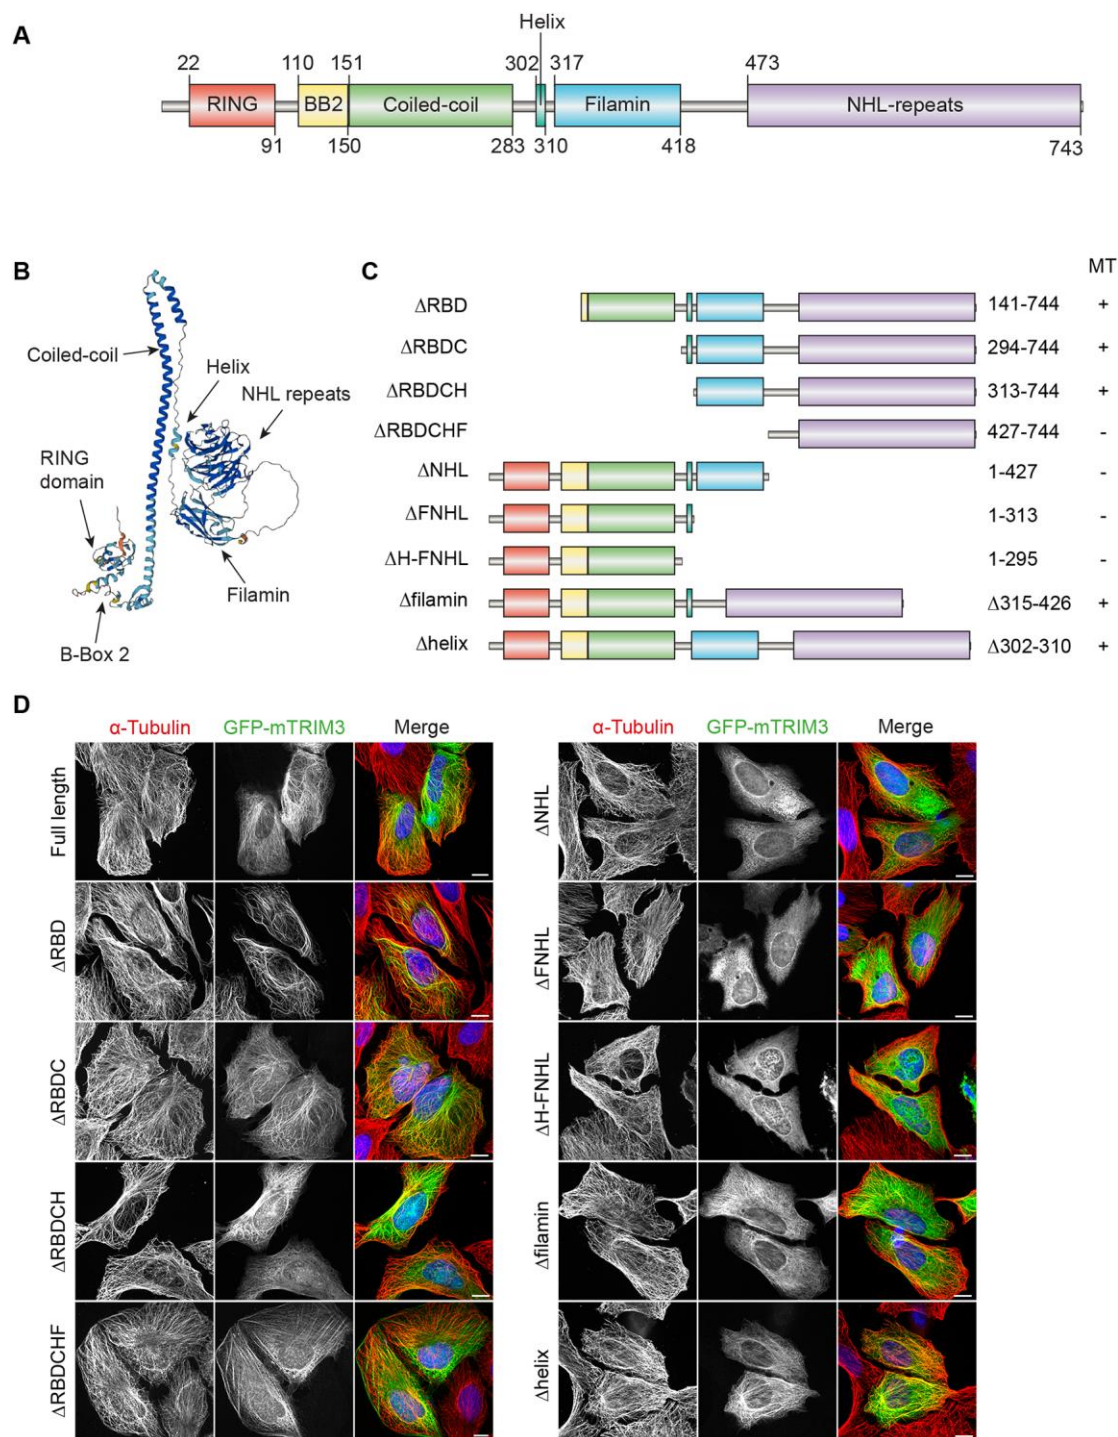 A
Helix
22 110 151 302 317 473
RING BB2 Coiled-coil Filamin NHL-repeats
91 150 283 310 418 743
B
Coiled-coil
Helix
NHL repeats
RING
domain
Filamin
B-Box 2
C
MT
ΔRBD 141-744 +
ΔRBDC 294-744 +
ΔRBDCH 313-744 +
ΔRBDCHF 427-744 -
ΔNHL 1-427 -
ΔFNHL 1-313 -
ΔH-FNHL 1-295 -
Δfilamin Δ315-426 +
Δhelix Δ302-310 +
D
α-Tubulin GFP-mTRIM3 Merge
Full length
ΔRBD
ΔRBDC
ΔRBDCH
ΔRBDCHF
α-Tubulin GFP-mTRIM3 Merge
ΔNHL
ΔFNHL
ΔH-FNHL
Δfilamin
Δhelix